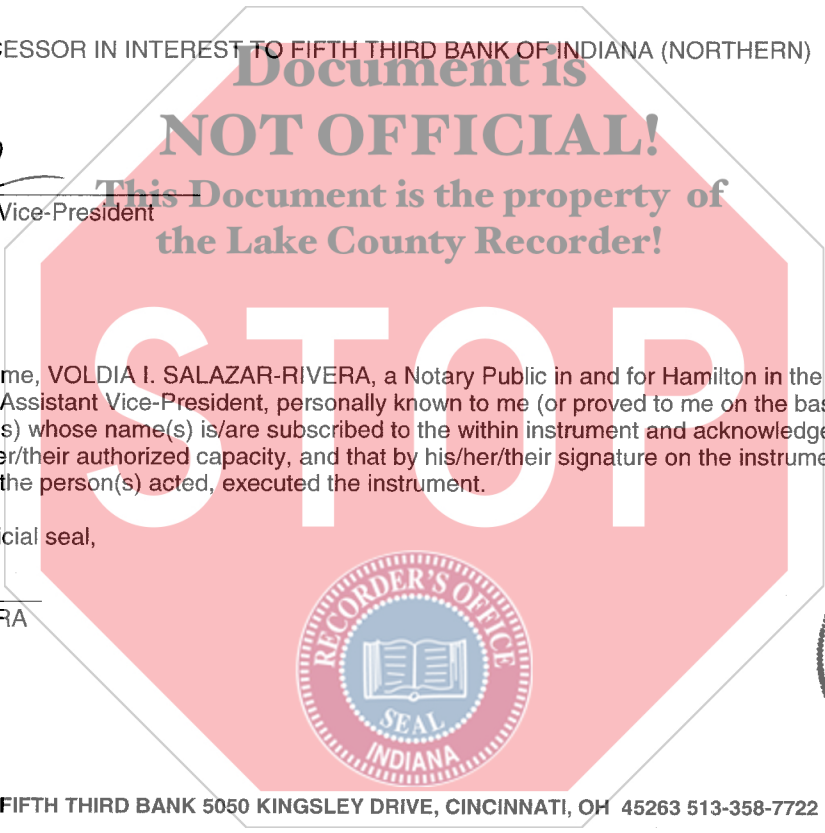 CESSOR IN INTEREST TO FIFTH THIRD BANK OF INDIANA (NORTHERN)
Document is
NOT OFFICIAL!
This Document is the property of
Vice-President
the Lake County Recorder!
STOP
me, VOLDIA I. SALAZAR-RIVERA, a Notary Public in and for Hamilton in the
Assistant Vice-President, personally known to me (or proved to me on the bas
s) whose name(s) is/are subscribed to the within instrument and acknowledge
er/their authorized capacity, and that by his/her/their signature on the instrume
the person(s) acted, executed the instrument.
icial seal,
RA
RECORDER'S OFFICE
SEAL
INDIANA
FIFTH THIRD BANK 5050 KINGSLEY DRIVE, CINCINNATI, OH 45263 513-358-7722